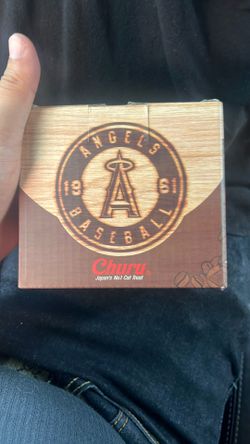 ANGELS
19 A 61
BASEBALL
Churu
Japan's No.1 Cat Treat